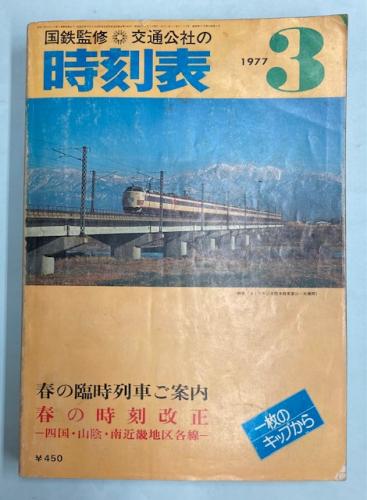 国鉄監修 交通公社の
時刻表
1977
3
春の臨時列車ご案内
春の時刻改正
—四国・山陰・南近畿地区各線—
¥450
一枚の
キップから